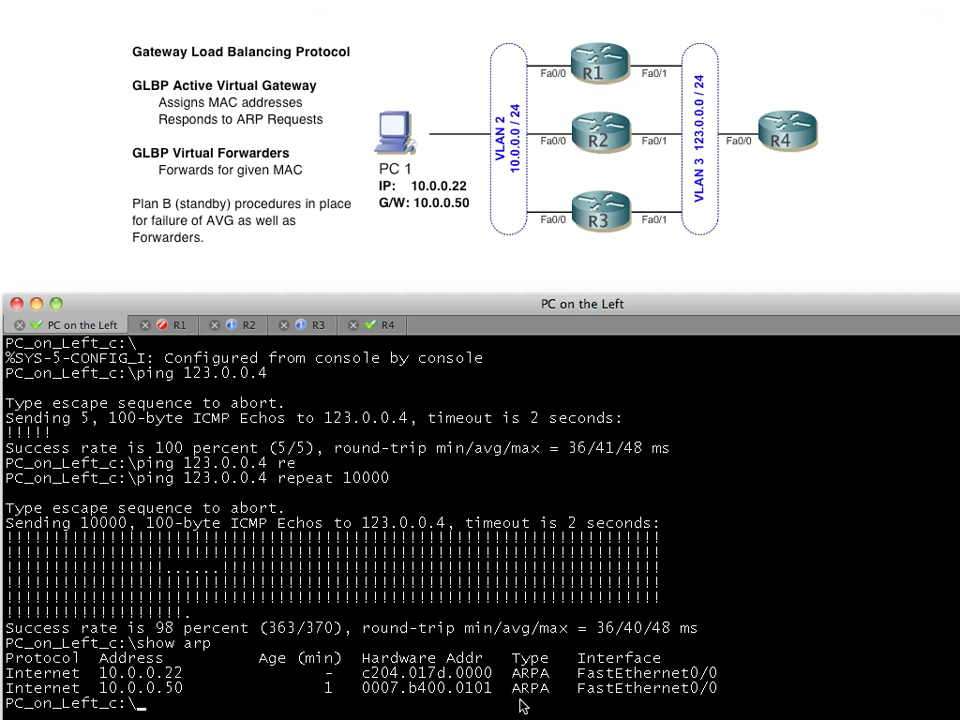 Gateway Load Balancing Protocol
GLBP Active Virtual Gateway
Assigns MAC addresses
Responds to ARP Requests
GLBP Virtual Forwarders
Forwards for given MAC
Plan B (standby) procedures in place
for failure of AVG as well as
Forwarders.
PC 1
IP: 10.0.0.22
G/W: 10.0.0.50
VLAN 2
10.0.0.0 / 24
Fa0/0
R1
Fa0/1
Fa0/0
R2
Fa0/1
Fa0/0
R3
Fa0/1
VLAN 3 123.0.0.0 / 24
Fa0/0
R4
PC on the Left
PC on the Left
R1
R2
R3
R4
PC_on_Left_c:\
%SYS-5-CONFIG_I: Configured from console by console
PC_on_Left_c:\ping 123.0.0.4
Type escape sequence to abort.
Sending 5, 100-byte ICMP Echos to 123.0.0.4, timeout is 2 seconds:
!!!!!
Success rate is 100 percent (5/5), round-trip min/avg/max = 36/41/48 ms
PC_on_Left_c:\ping 123.0.0.4 re
PC_on_Left_c:\ping 123.0.0.4 repeat 10000
Type escape sequence to abort.
Sending 10000, 100-byte ICMP Echos to 123.0.0.4, timeout is 2 seconds:
!!!!!!!!!!!!!!!!!!!!!!!!!!!!!!!!!!!!!!!!!!!!!!!!!!!!!!!!!!!!!!!!!!!!!!
!!!!!!!!!!!!!!!!!!!!!!!!!!!!!!!!!!!!!!!!!!!!!!!!!!!!!!!!!!!!!!!!!!!!!!
!!!!!!!!!!!!!!!!!......!!!!!!!!!!!!!!!!!!!!!!!!!!!!!!!!!!!!!!!!!!!!!!!
!!!!!!!!!!!!!!!!!!!!!!!!!!!!!!!!!!!!!!!!!!!!!!!!!!!!!!!!!!!!!!!!!!!!!!
!!!!!!!!!!!!!!!!!!!!!!!!!!!!!!!!!!!!!!!!!!!!!!!!!!!!!!!!!!!!!!!!!!!!!!
!!!!!!!!!!!!!!!!!!!.
Success rate is 98 percent (363/370), round-trip min/avg/max = 36/40/48 ms
PC_on_Left_c:\show arp
Protocol Address Age (min) Hardware Addr Type Interface
Internet 10.0.0.22 - c204.017d.0000 ARPA FastEthernet0/0
Internet 10.0.0.50 1 0007.b400.0101 ARPA FastEthernet0/0
PC_on_Left_c:\_